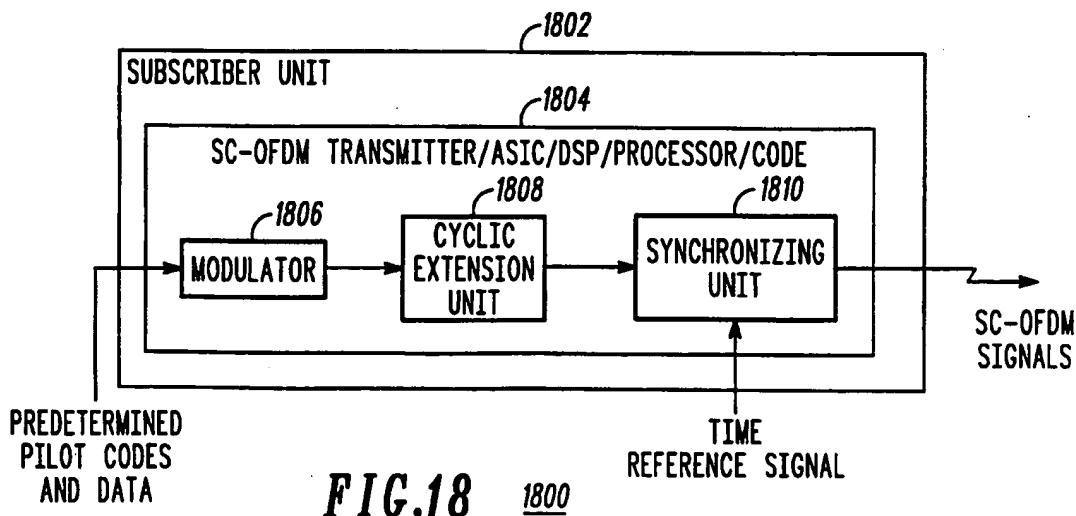 1802
SUBSCRIBER UNIT
1804
SC-OFDM TRANSMITTER/ASIC/DSP/PROCESSOR/CODE
1806
MODULATOR
1808
CYCLIC
EXTENSION
UNIT
1810
SYNCHRONIZING
UNIT
SC-OFDM
SIGNALS
PREDETERMINED
PILOT CODES
AND DATA
TIME
REFERENCE SIGNAL
FIG.18
1800